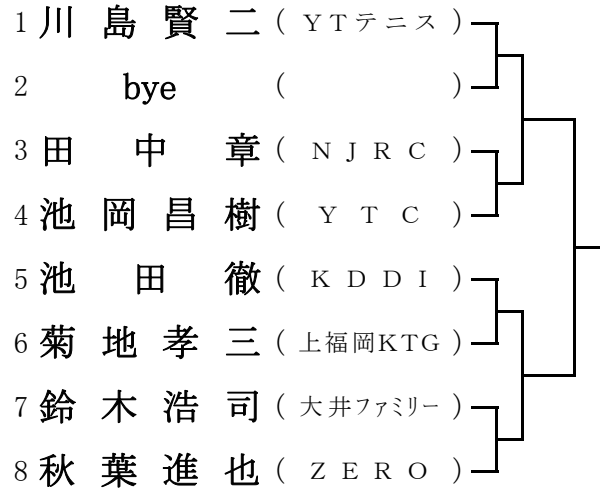 1 川島賢二 (YTテニス)
2 bye ( )
3 田中章 (NJRC)
4 池岡昌樹 (YTC)
5 池田徹 (KDDI)
6 菊地孝三 (上福岡KTG)
7 鈴木浩司 (大井ファミリー)
8 秋葉進也 (ZERO)